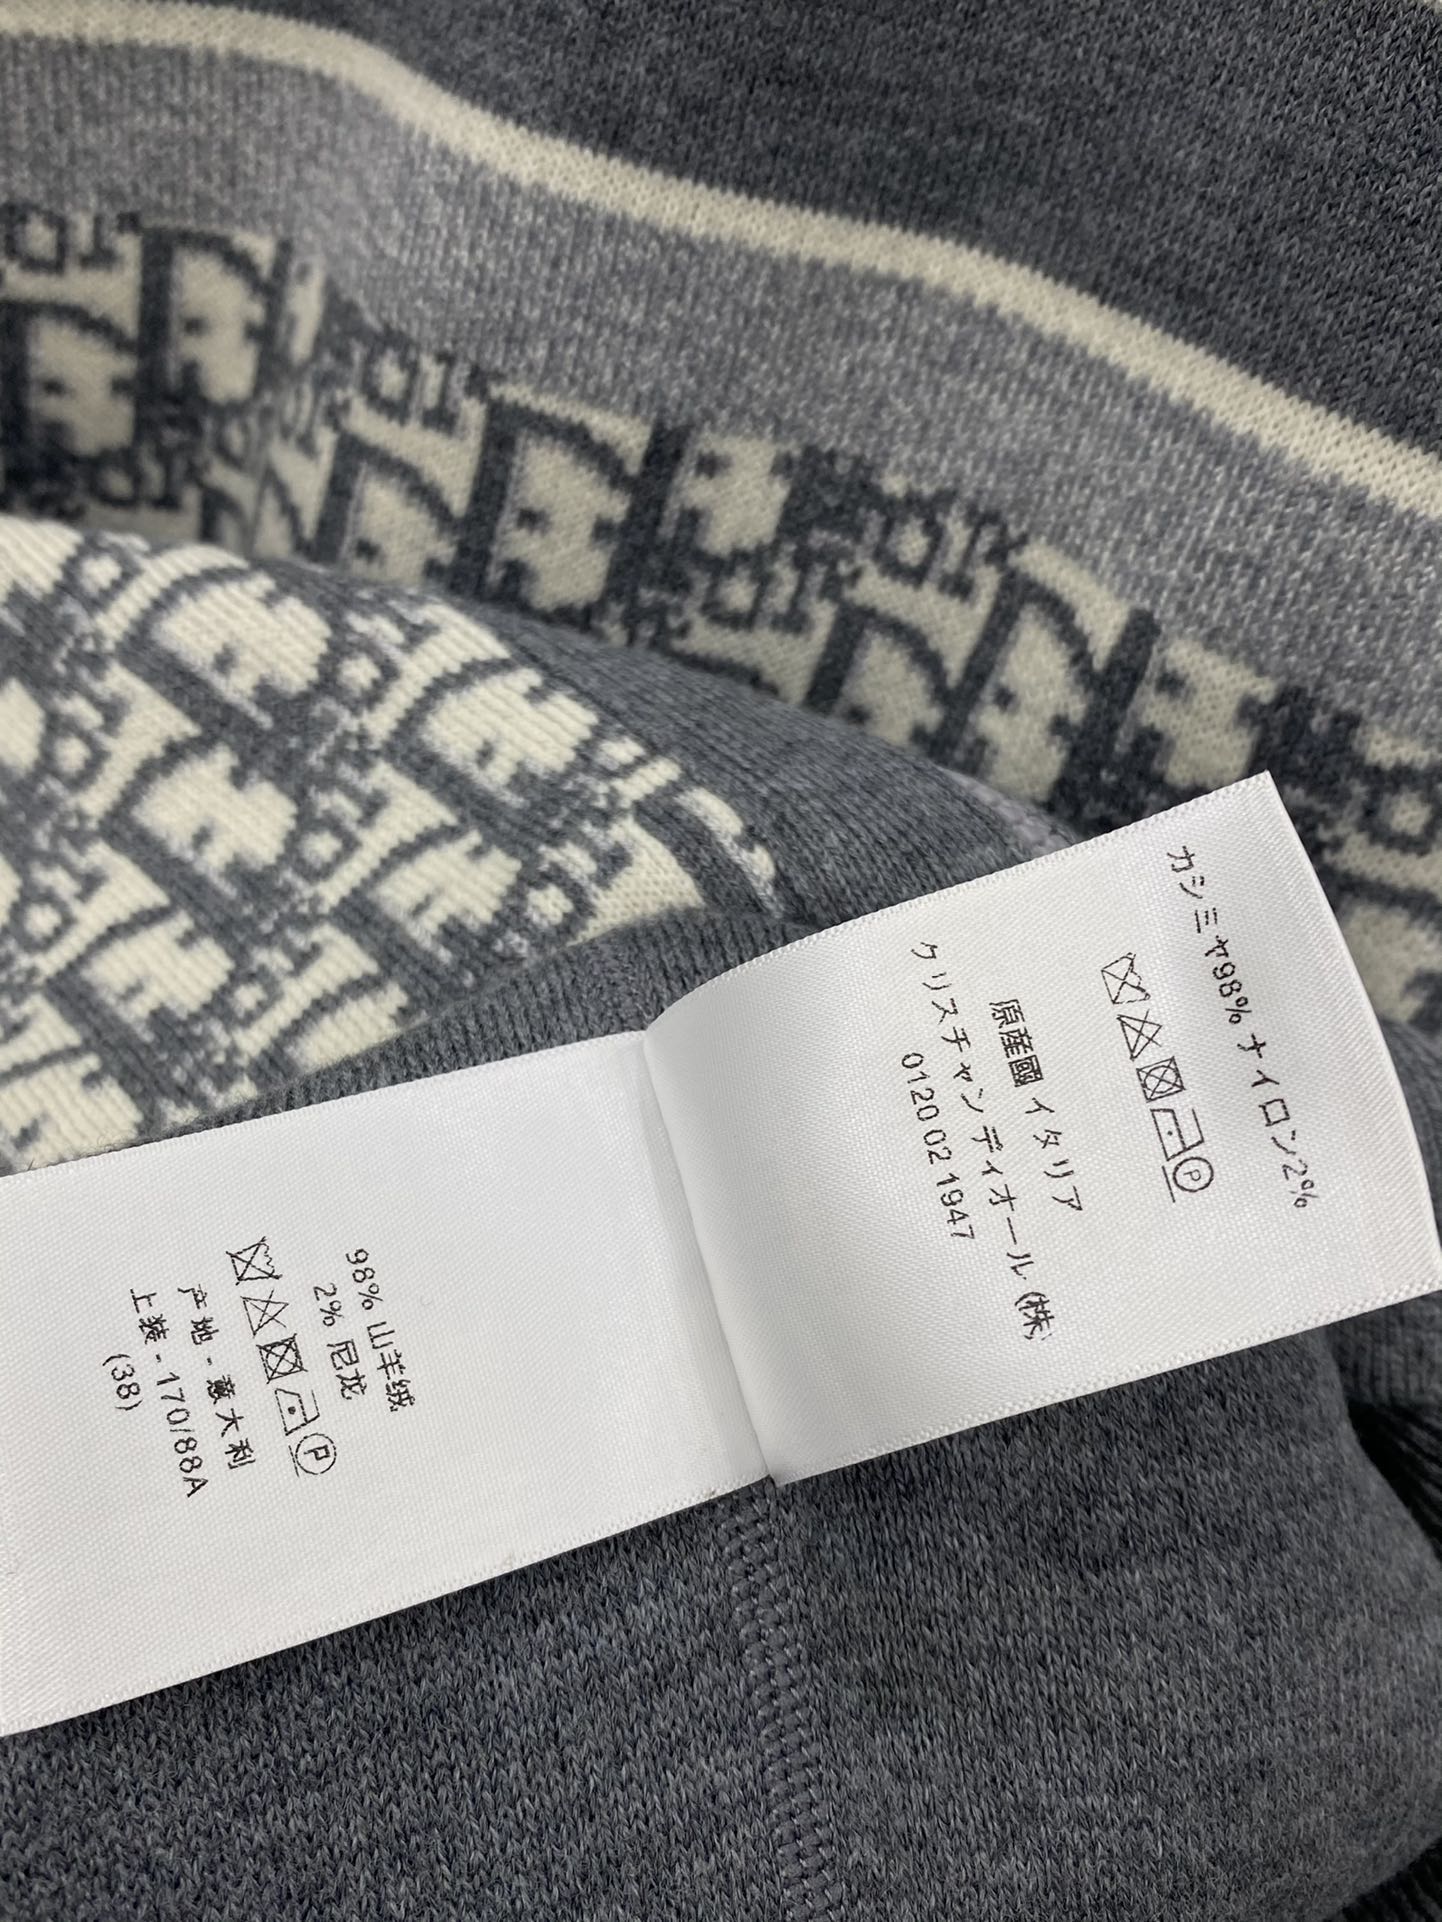 カシミヤ98% ナイロン2%
P
原産國 イタリア
クリスチャンディオール (株)
0120 02 1947
98% 山羊绒
2% 尼龙
P
产地 - 意大利
上装 - 170/88A
(38)